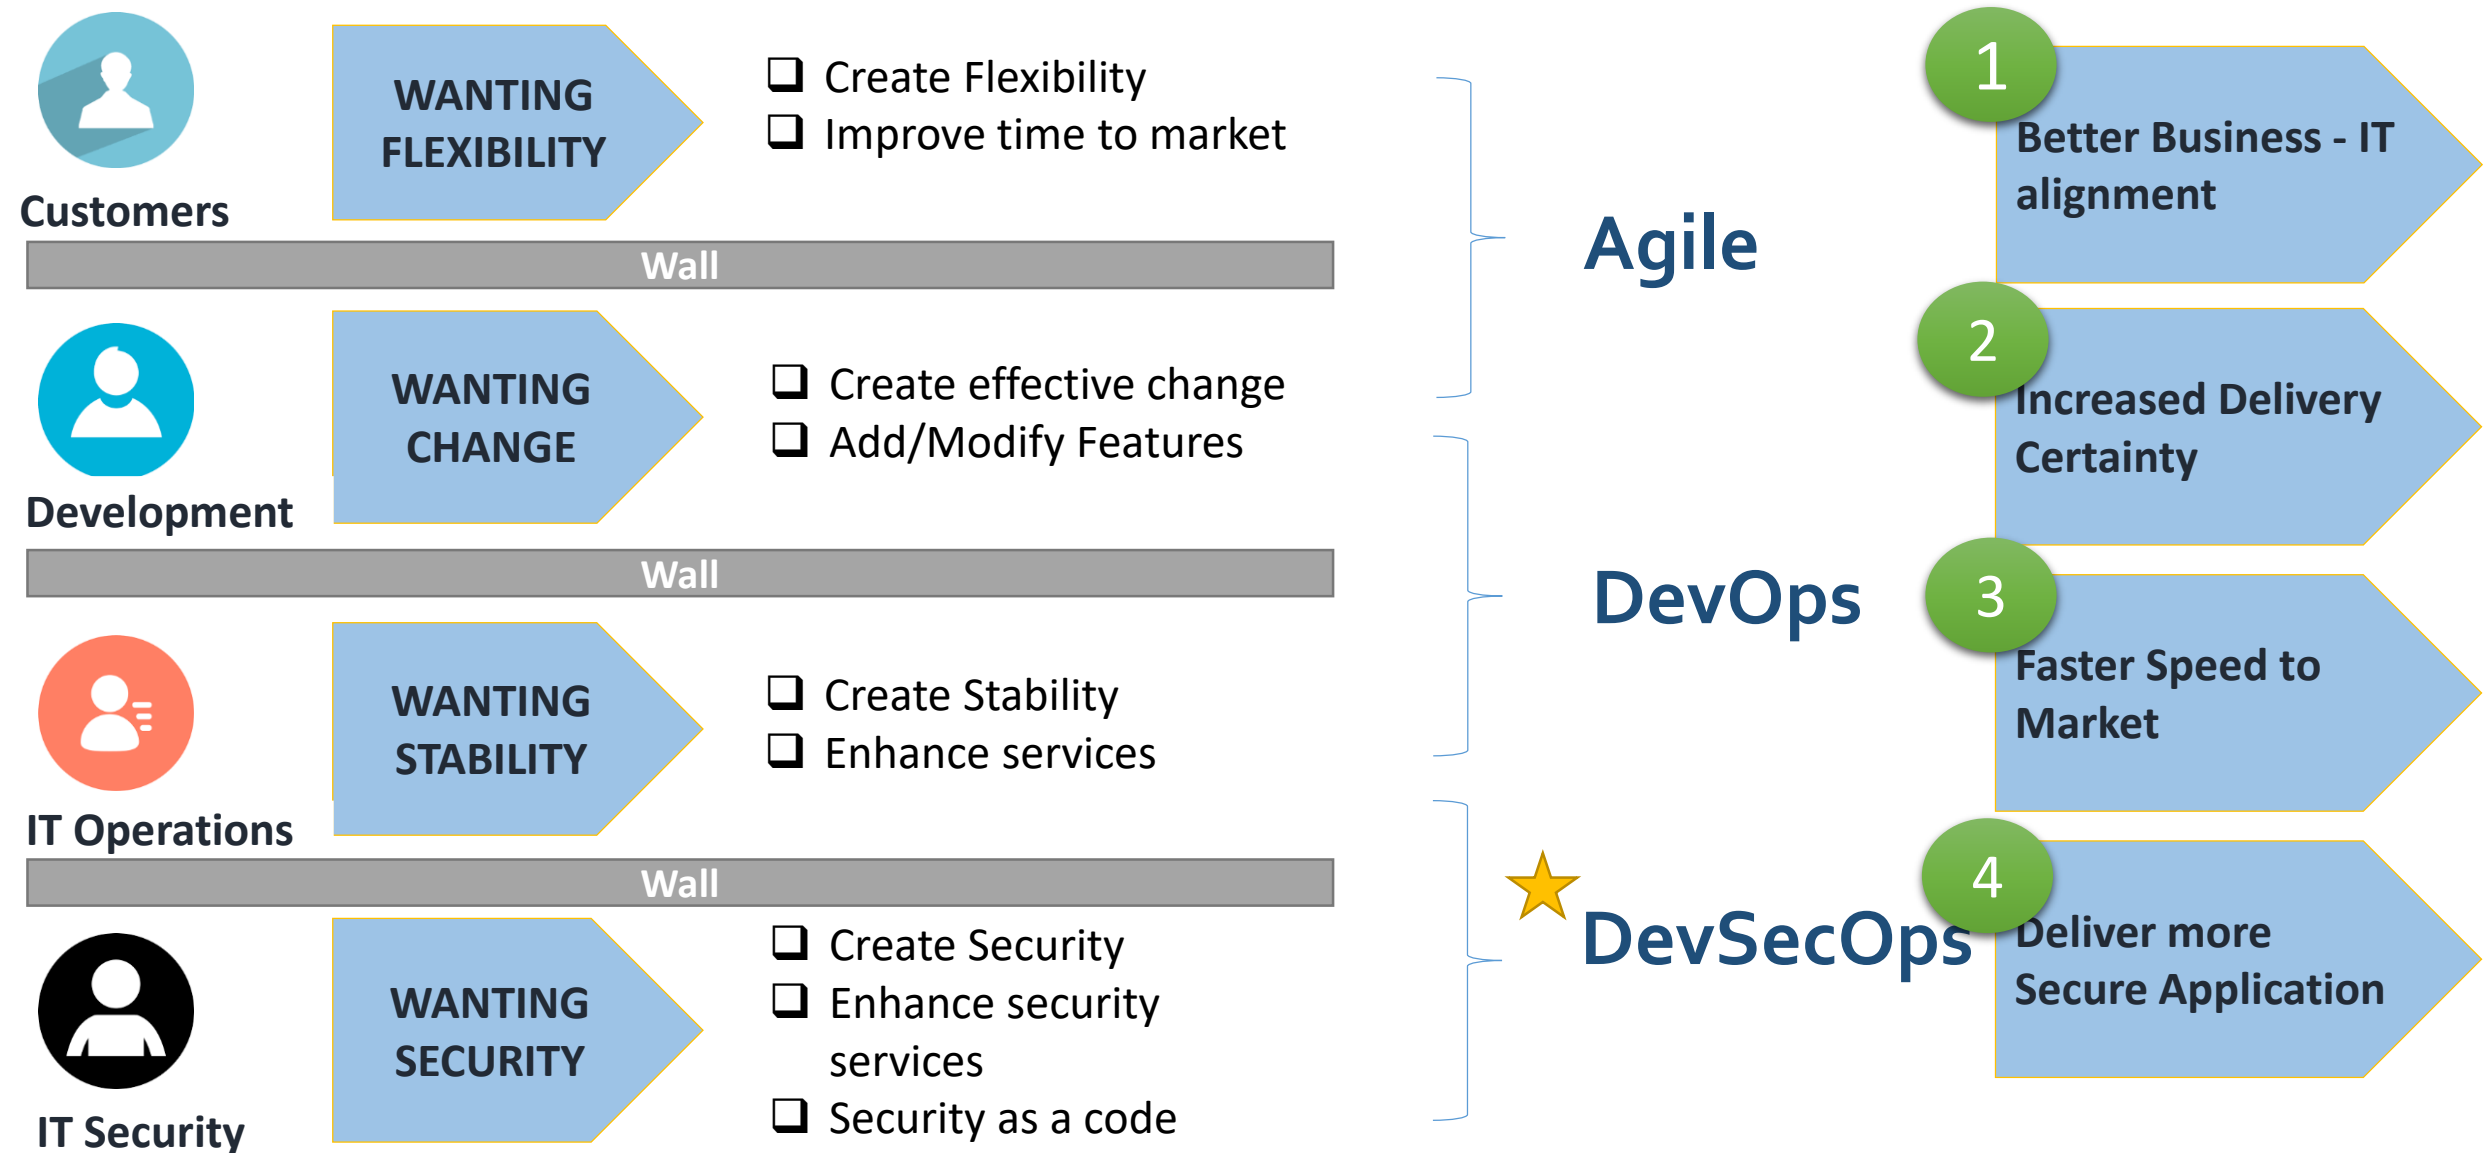 Customers
WANTING
FLEXIBILITY
Create Flexibility
Improve time to market
Wall
Development
WANTING
CHANGE
Create effective change
Add/Modify Features
Wall
IT Operations
WANTING
STABILITY
Create Stability
Enhance services
Wall
IT Security
WANTING
SECURITY
Create Security
Enhance security
services
Security as a code
Agile
DevOps
DevSecOps
1
Better Business - IT
alignment
2
Increased Delivery
Certainty
3
Faster Speed to
Market
4
Deliver more
Secure Application